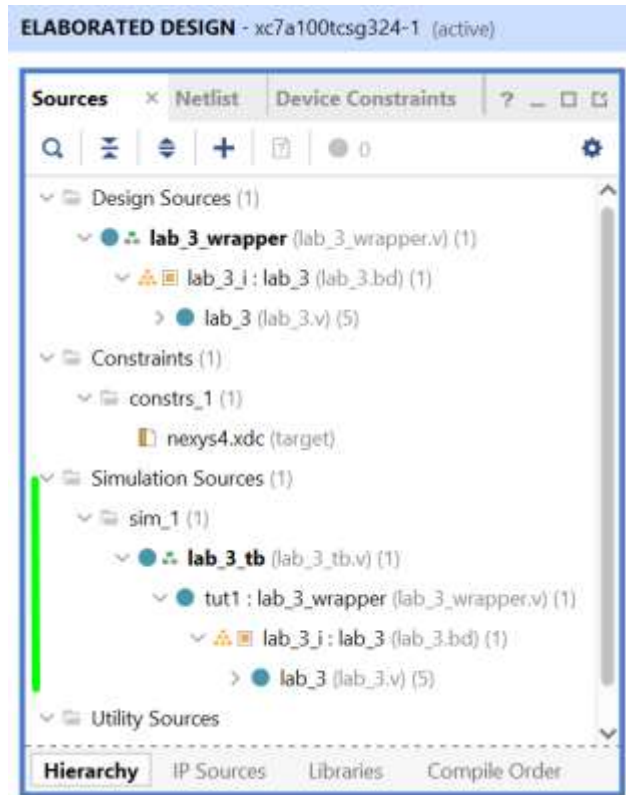 ELABORATED DESIGN - xc7a100tcsg324-1 (active)
Sources × Netlist Device Constraints ? _
0
Design Sources (1)
lab_3_wrapper (lab_3_wrapper.v) (1)
lab_3_i : lab_3 (lab_3.bd) (1)
lab_3 (lab_3.v) (5)
Constraints (1)
constrs_1 (1)
nexys4.xdc (target)
Simulation Sources (1)
sim_1 (1)
lab_3_tb (lab_3_tb.v) (1)
tut1 : lab_3_wrapper (lab_3_wrapper.v) (1)
lab_3_i : lab_3 (lab_3.bd) (1)
lab_3 (lab_3.v) (5)
Utility Sources
Hierarchy IP Sources Libraries Compile Order